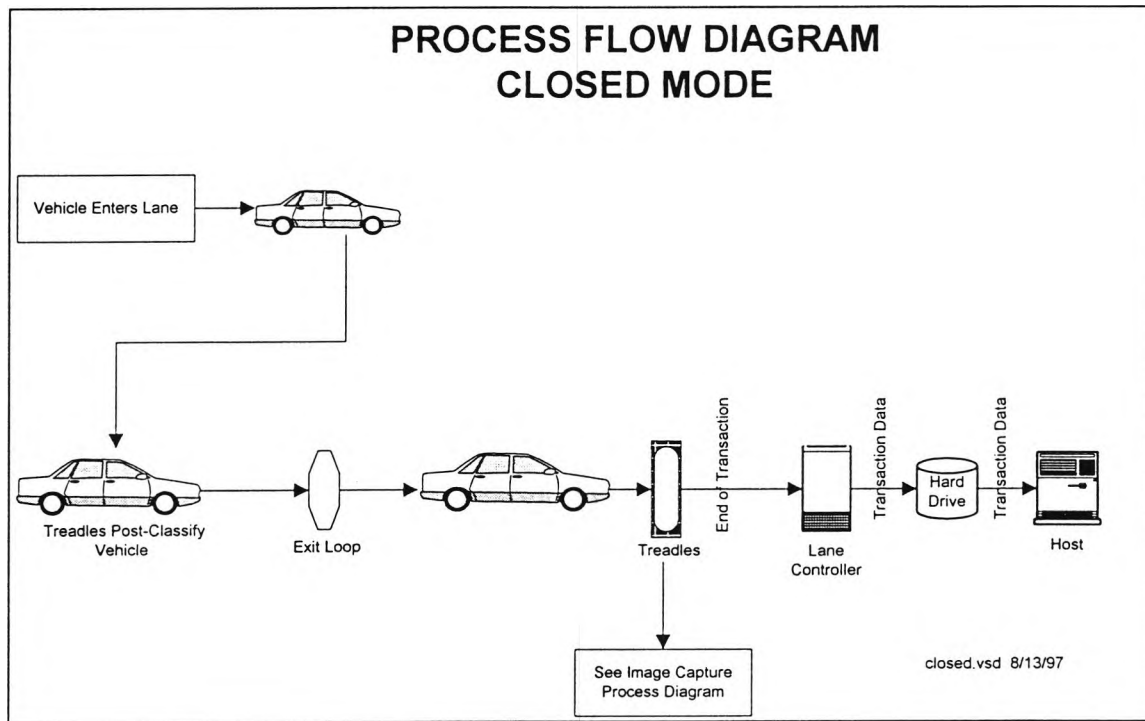 PROCESS FLOW DIAGRAM
CLOSED MODE
Vehicle Enters Lane
Treadles Post-Classify
Vehicle
Exit Loop
Treadles
End of Transaction
Lane
Controller
Transaction Data
Hard
Drive
Transaction Data
Host
See Image Capture
Process Diagram
closed.vsd 8/13/97